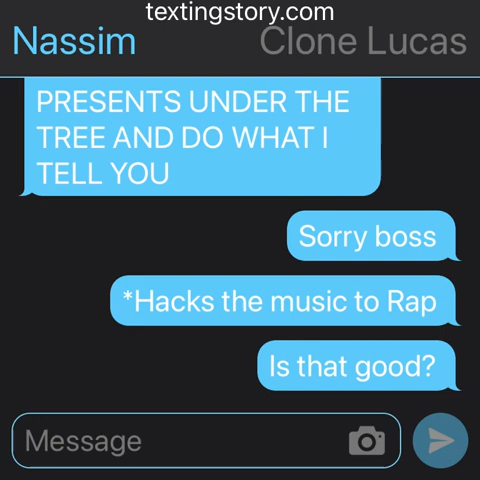 textingstory.com
Nassim
Clone Lucas
PRESENTS UNDER THE
TREE AND DO WHAT I
TELL YOU
Sorry boss
*Hacks the music to Rap
Is that good?
Message